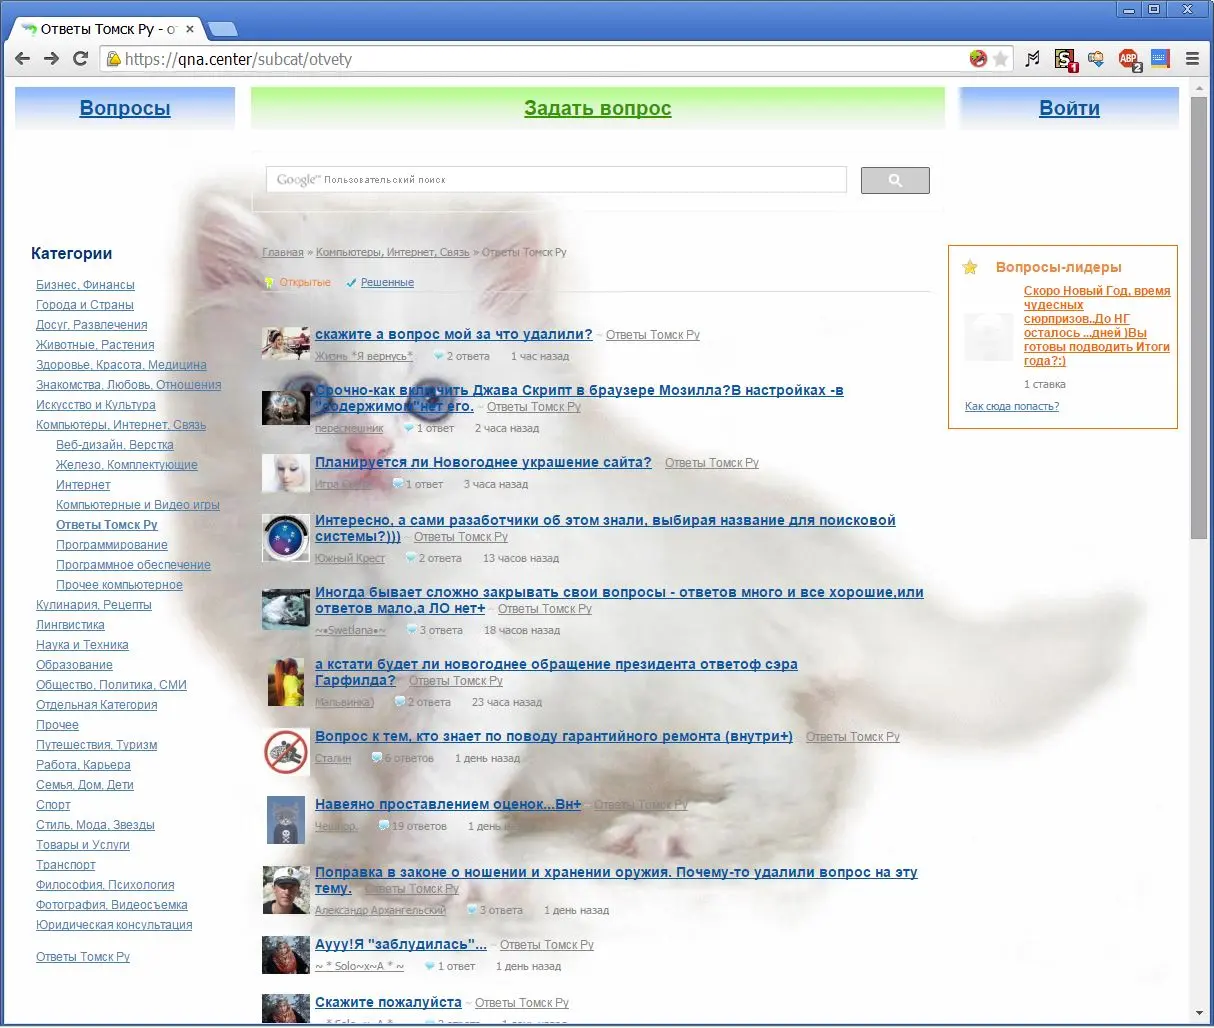 Ответы Томск Ру - о
https://qna.center/subcat/otvety
1
ABP
2
Вопросы
Задать вопрос
Войти
Google™ Пользовательский поиск
Категории
Бизнес, Финансы
Города и Страны
Досуг, Развлечения
Животные, Растения
Здоровье, Красота, Медицина
Знакомства, Любовь, Отношения
Искусство и Культура
Компьютеры, Интернет, Связь
Веб-дизайн, Верстка
Железо, Комплектующие
Интернет
Компьютерные и Видео игры
Ответы Томск Ру
Программирование
Программное обеспечение
Прочее компьютерное
Кулинария, Рецепты
Лингвистика
Наука и Техника
Образование
Общество, Политика, СМИ
Отдельная Категория
Прочее
Путешествия, Туризм
Работа, Карьера
Семья, Дом, Дети
Спорт
Стиль, Мода, Звезды
Товары и Услуги
Транспорт
Философия, Психология
Фотография, Видеосъемка
Юридическая консультация
Ответы Томск Ру
Главная » Компьютеры, Интернет, Связь » Ответы Томск Ру
Открытые Решенные
скажите а вопрос мой за что удалили? – Ответы Томск Ру
Жизнь *Я вернусь* 2 ответа 1 час назад
Срочно-как включить Джава Скрипт в браузере Мозилла?В настройках -в
"содержимом"нет его. – Ответы Томск Ру
пересмешник 1 ответ 2 часа назад
Планируется ли Новогоднее украшение сайта? Ответы Томск Ру
Игра 1 ответ 3 часа назад
Интересно, а сами разаботчики об этом знали, выбирая название для поисковой
системы?))) – Ответы Томск Ру
Южный Крест 2 ответа 13 часов назад
Иногда бывает сложно закрывать свои вопросы - ответов много и все хорошие,или
ответов мало,а ЛО нет+ – Ответы Томск Ру
~•Swetlana•~ 3 ответа 18 часов назад
а кстати будет ли новогоднее обращение президента ответоф сэра
Гарфилда? Ответы Томск Ру
Мальвинка) 2 ответа 23 часа назад
Вопрос к тем, кто знает по поводу гарантийного ремонта (внутри+) – Ответы Томск Ру
Сталин 6 ответов 1 день назад
Навеяно проставлением оценок...Вн+ – Ответы Томск Ру
19 ответов 1 день
Поправка в законе о ношении и хранении оружия. Почему-то удалили вопрос на эту
тему. Ответы Томск Ру
Александр Архангельский 3 ответа 1 день назад
Аууу!Я "заблудилась"... – Ответы Томск Ру
~ * Solo~x~A * ~ 1 ответ 1 день назад
Скажите пожалуйста – Ответы Томск Ру
Вопросы-лидеры
Скоро Новый Год, время
чудесных
сюрпризов..До НГ
осталось ...дней )Вы
готовы подводить Итоги
года?:)
1 ставка
Как сюда попасть?